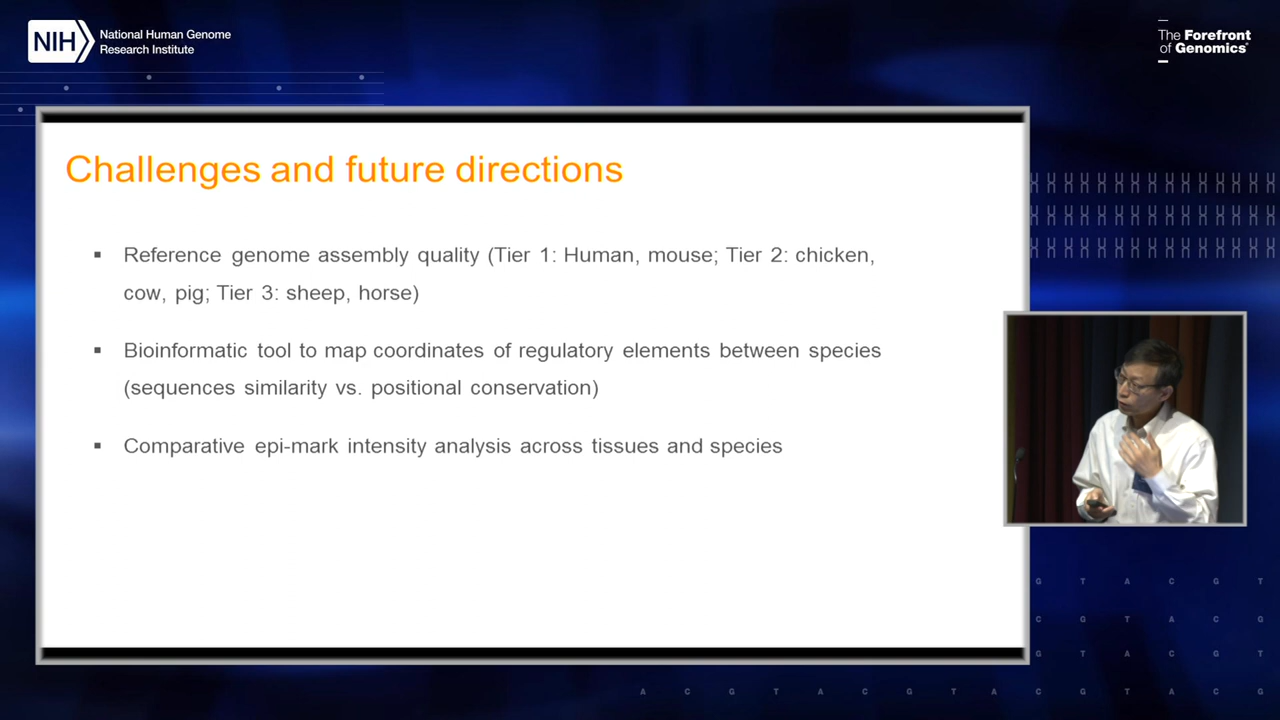 NIH
National Human Genome
Research Institute
The Forefront
of Genomics®
Challenges and future directions
▪ Reference genome assembly quality (Tier 1: Human, mouse; Tier 2: chicken,
cow, pig; Tier 3: sheep, horse)
▪ Bioinformatic tool to map coordinates of regulatory elements between species
(sequences similarity vs. positional conservation)
▪ Comparative epi-mark intensity analysis across tissues and species
G T A C G T
C G T A C G
G T A C G T
A C G T A C G T A C G T A C G